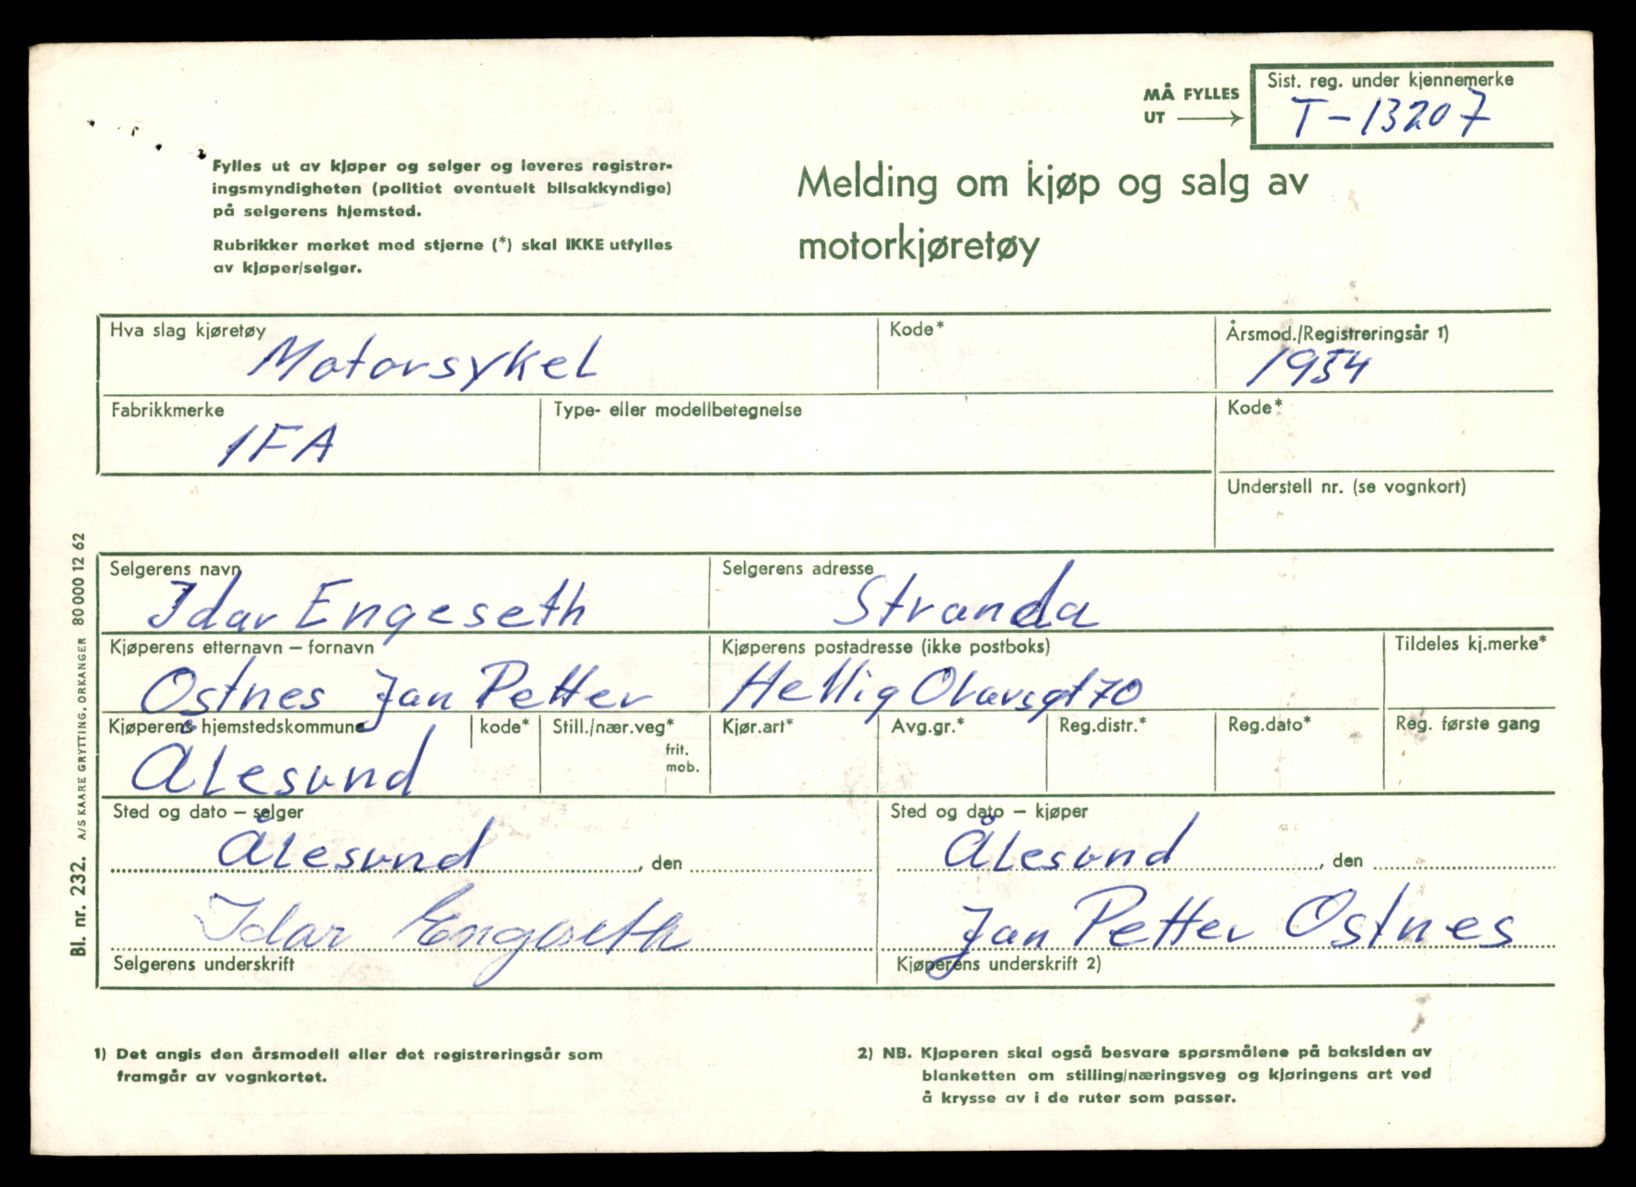 MÅ FYLLES
UT
Sist. reg. under kjennemerke
T-13207
Fylles ut av kjøper og selger og leveres registrer-
ingsmyndigheten (politiet eventuelt bilsakkyndige)
på selgerens hjemsted.
Rubrikker merket med stjerne (*) skal IKKE utfylles
av kjøper/selger.
Melding om kjøp og salg av
motorkjøretøy
Hva slag kjøretøy
Motorsykel
Kode*
Årsmod./Registreringsår 1)
1954
Fabrikkmerke
IFA
Type- eller modellbetegnelse
Kode*
Understell nr. (se vognkort)
Selgerens navn
Idar Engeseth
Selgerens adresse
Stranda
Kjøperens etternavn – fornavn
Ostnes Jan Petter
Kjøperens postadresse (ikke postboks)
Hellig Olavsgt 70
Tildeles kj.merke*
Kjøperens hjemstedskommune
Ålesund
kode*
Still./nær.veg*
frit.
mob.
Kjør.art*
Avg.gr.*
Reg.distr.*
Reg.dato*
Reg. første gang
Sted og dato – selger
Ålesund , den
Sted og dato – kjøper
Ålesund , den
Idar Engeseth
Selgerens underskrift
Jan Petter Ostnes
Kjøperens underskrift 2)
1) Det angis den årsmodell eller det registreringsår som
framgår av vognkortet.
2) NB. Kjøperen skal også besvare spørsmålene på baksiden av
blanketten om stilling/næringsveg og kjøringens art ved
å krysse av i de ruter som passer.
Bl. nr. 232. A/S KAARE GRYTTING, ORKANGER 80 000 12 62